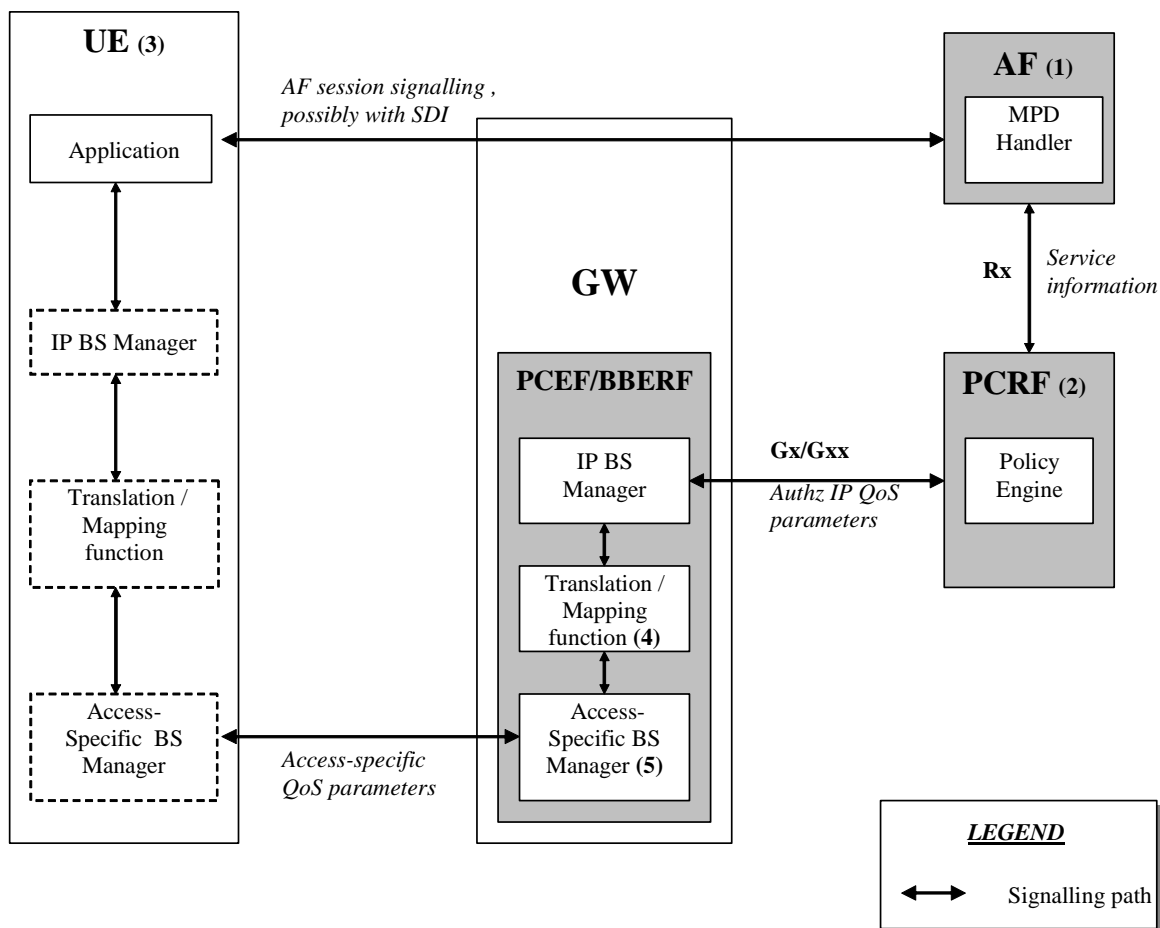 UE (3)
AF session signalling ,
possibly with SDI
AF (1)
MPD
Handler
Application
Rx
Service
information
GW
IP BS Manager
PCEF/BBERF
PCRF (2)
IP BS
Manager
Gx/Gxx
Authz IP QoS
parameters
Policy
Engine
Translation /
Mapping
function
Translation /
Mapping
function (4)
Access-
Specific BS
Manager
Access-specific
QoS parameters
Access-
Specific BS
Manager (5)
LEGEND
Signalling path